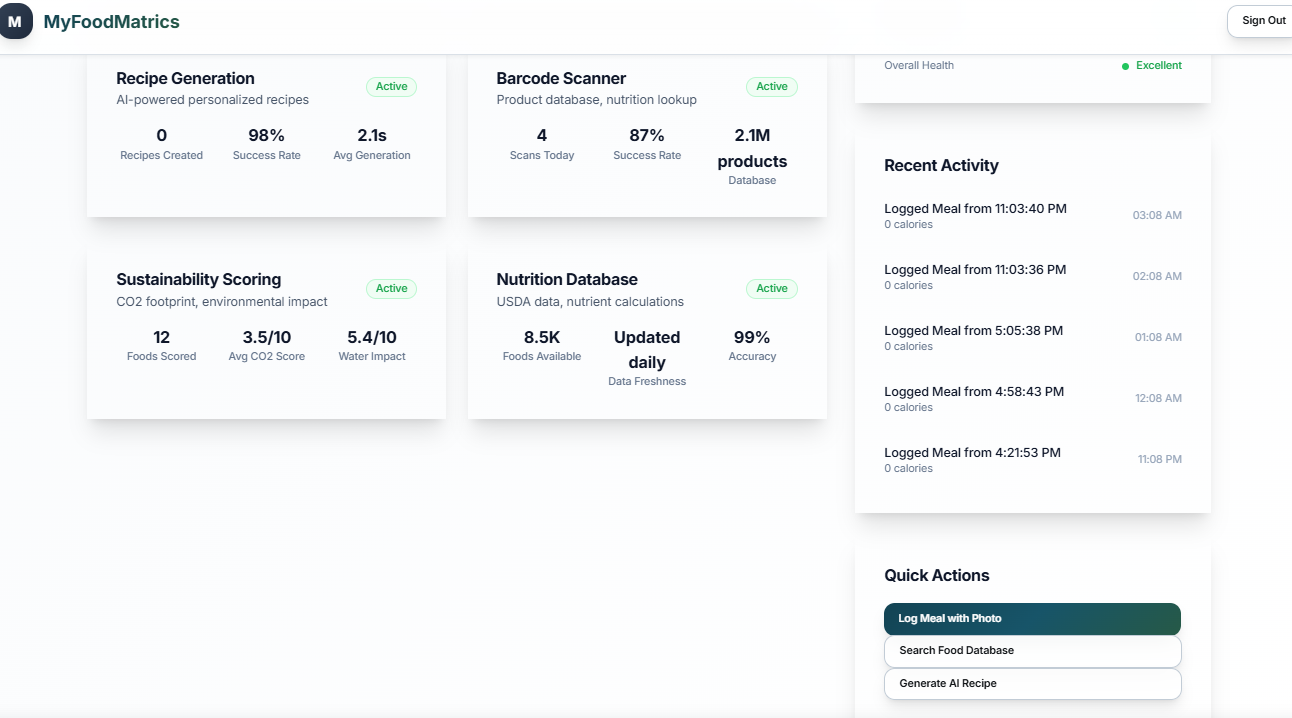 M
MyFoodMatrics
Sign Out
Recipe Generation
AI-powered personalized recipes
Active
0
Recipes Created
98%
Success Rate
2.1s
Avg Generation
Barcode Scanner
Product database, nutrition lookup
Active
4
Scans Today
87%
Success Rate
2.1M
products
Database
Sustainability Scoring
CO2 footprint, environmental impact
Active
12
Foods Scored
3.5/10
Avg CO2 Score
5.4/10
Water Impact
Nutrition Database
USDA data, nutrient calculations
Active
8.5K
Foods Available
Updated
daily
Data Freshness
99%
Accuracy
Overall Health
Excellent
Recent Activity
Logged Meal from 11:03:40 PM
0 calories
03:08 AM
Logged Meal from 11:03:36 PM
0 calories
02:08 AM
Logged Meal from 5:05:38 PM
0 calories
01:08 AM
Logged Meal from 4:58:43 PM
0 calories
12:08 AM
Logged Meal from 4:21:53 PM
0 calories
11:08 PM
Quick Actions
Log Meal with Photo
Search Food Database
Generate AI Recipe